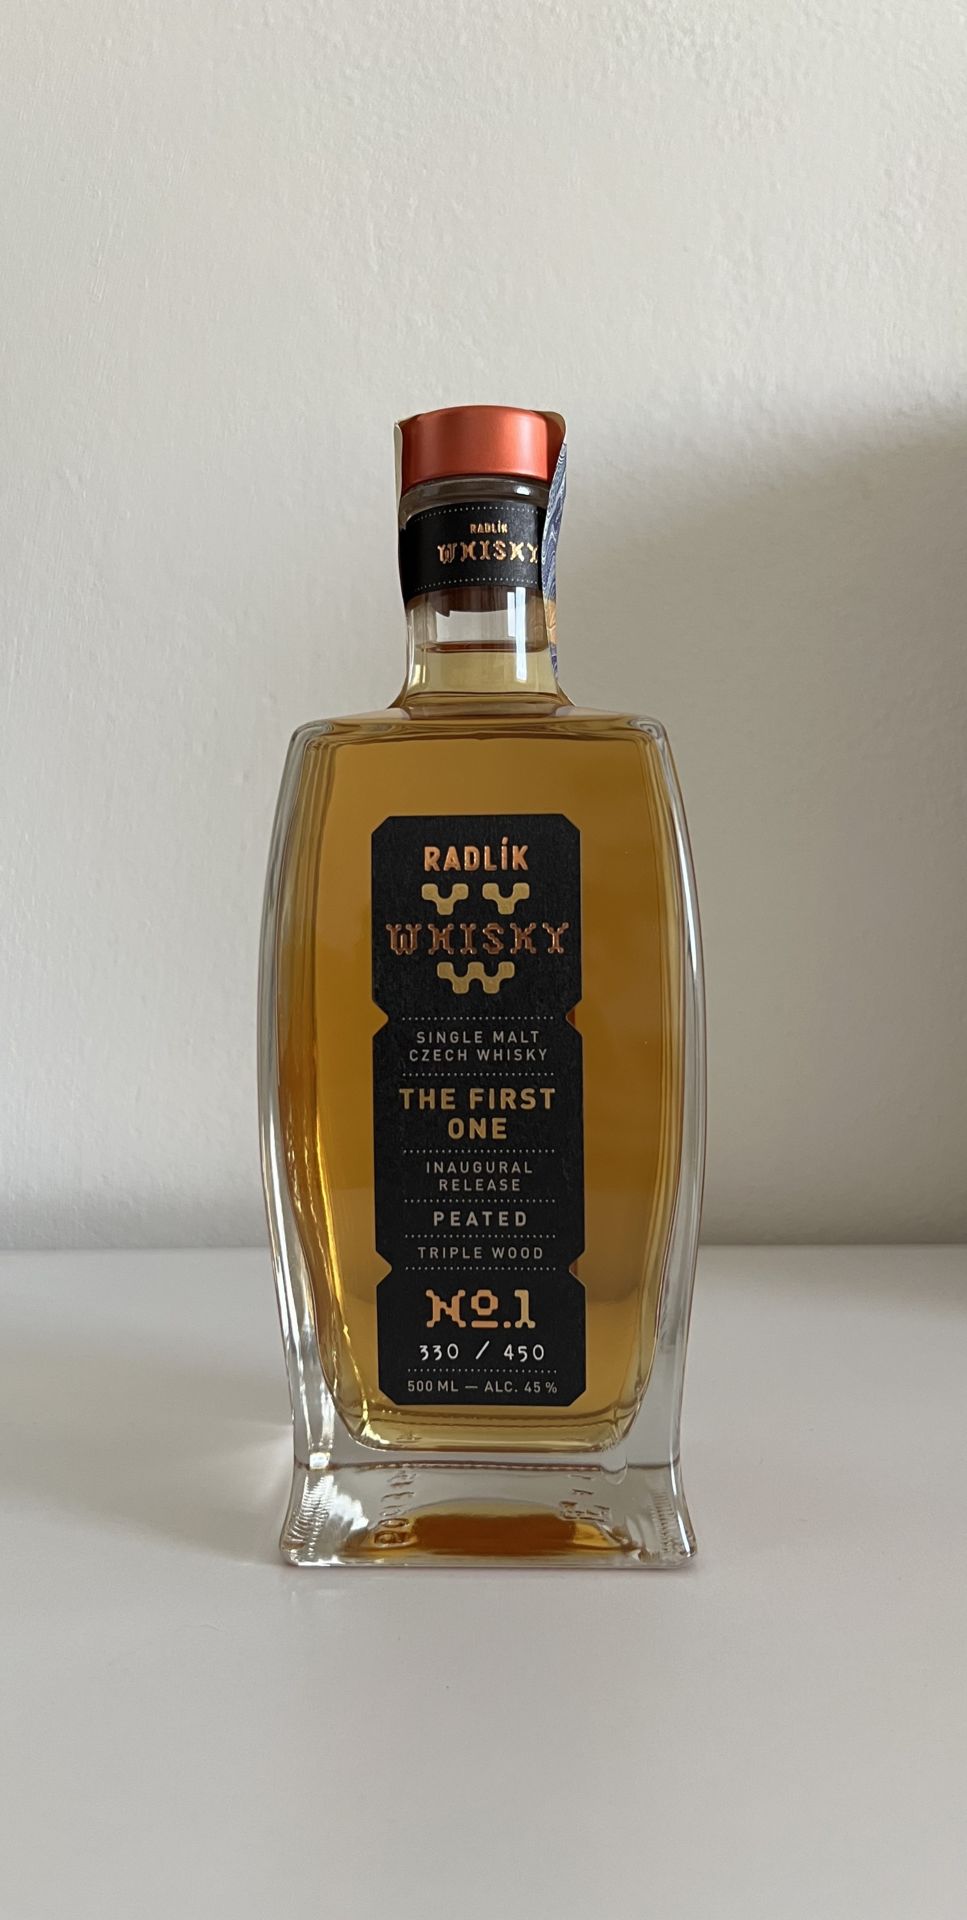 RADLÍK
WHISKY
RADLÍK
WHISKY
SINGLE MALT
CZECH WHISKY
THE FIRST
ONE
INAUGURAL
RELEASE
PEATED
TRIPLE WOOD
No.1
330 / 450
500 ML — ALC. 45 %